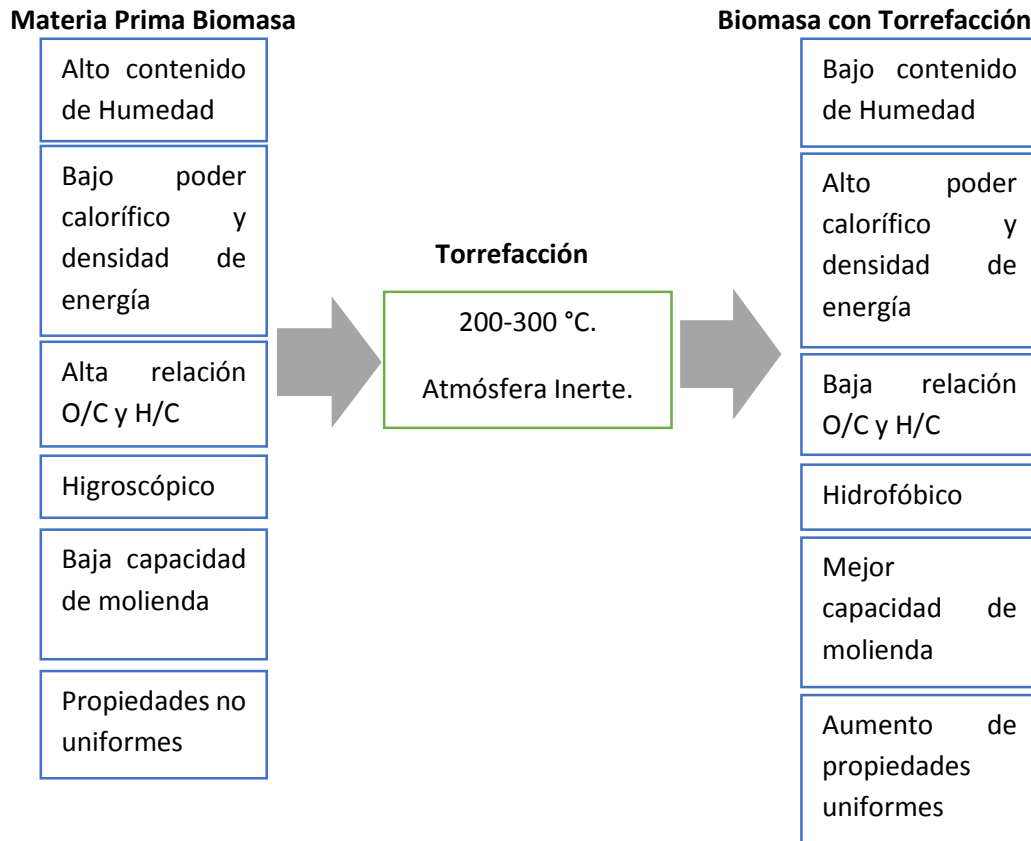 Materia Prima Biomasa
Alto contenido
de Humedad
Bajo poder
calorífico y
densidad de
energía
Alta relación
O/C y H/C
Higroscópico
Baja capacidad
de molienda
Propiedades no
uniformes
Torrefacción
200-300 °C.
Atmósfera Inerte.
Biomasa con Torrefacción
Bajo contenido
de Humedad
Alto poder
calorífico y
densidad de
energía
Baja relación
O/C y H/C
Hidrofóbico
Mejor
capacidad de
molienda
Aumento de
propiedades
uniformes